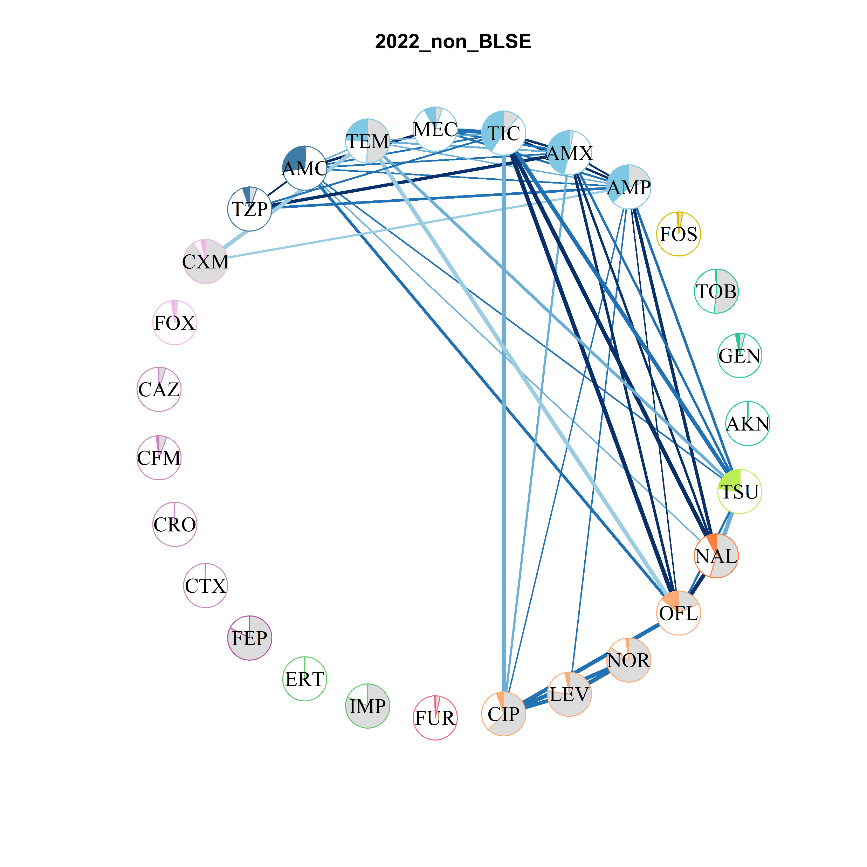 2022_non_BLSE
MEC
TIC
TEM
AMX
AMC
AMP
TZP
FOS
CXM
TOB
FOX
GEN
CAZ
AKN
CFM
TSU
CRO
NAL
CTX
OFL
FEP
NOR
ERT
LEV
IMP
CIP
FUR